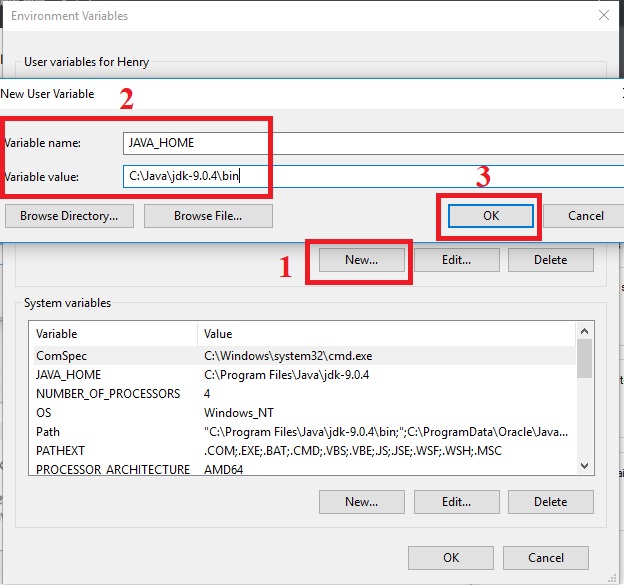 Environment Variables
User variables for Henry
New User Variable
2
Variable name:
JAVA_HOME
Variable value:
C:\Java\jdk-9.0.4\bin
3
Browse Directory...
Browse File...
OK
Cancel
1
New...
Edit...
Delete
System variables
Variable Value
ComSpec C:\Windows\system32\cmd.exe
JAVA_HOME C:\Program Files\Java\jdk-9.0.4
NUMBER_OF_PROCESSORS 4
OS Windows_NT
Path "C:\Program Files\Java\jdk-9.0.4\bin;";C:\ProgramData\Oracle\Java...
PATHEXT .COM;.EXE;.BAT;.CMD;.VBS;.VBE;.JS;.JSE;.WSF;.WSH;.MSC
PROCESSOR_ARCHITECTURE AMD64
New...
Edit...
Delete
OK
Cancel